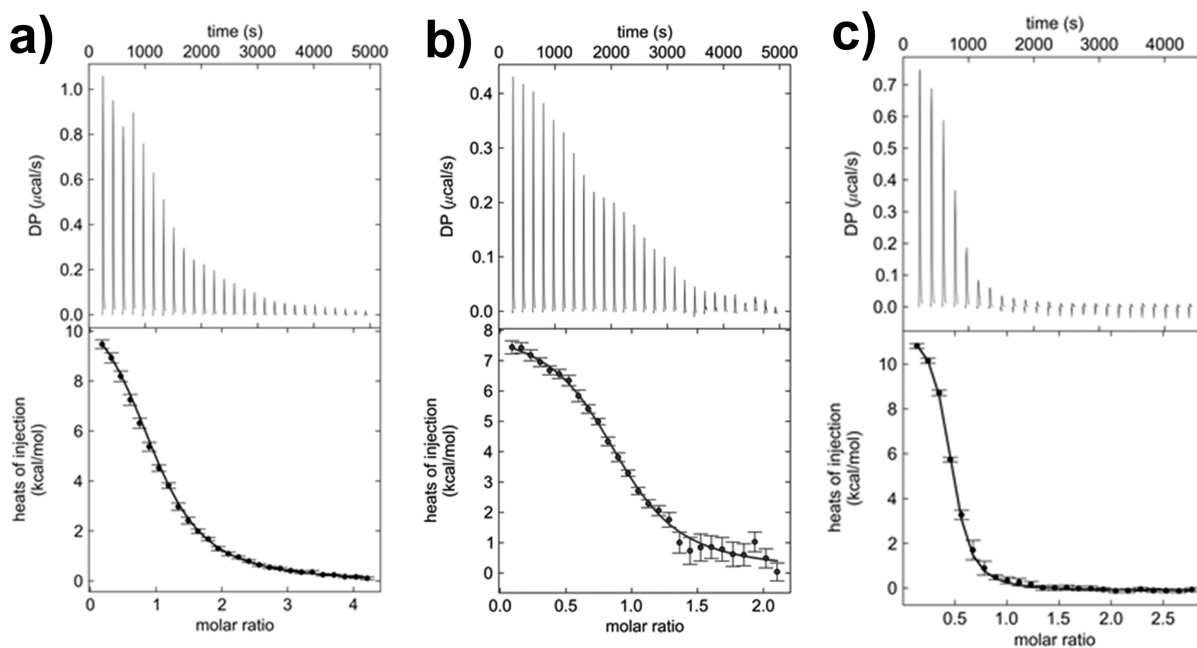 a)
time (s)
0 1000 2000 3000 4000 5000
DP (µcal/s)
1.0
0.8
0.6
0.4
0.2
0.0
heats of injection
(kcal/mol)
10
8
6
4
2
0
0 1 2 3 4
molar ratio
b)
time (s)
0 1000 2000 3000 4000 5000
DP (µcal/s)
0.4
0.3
0.2
0.1
0.0
heats of injection
(kcal/mol)
8
7
6
5
4
3
2
1
0
0.0 0.5 1.0 1.5 2.0
molar ratio
c)
time (s)
0 1000 2000 3000 4000
DP (µcal/s)
0.7
0.6
0.5
0.4
0.3
0.2
0.1
0.0
heats of injection
(kcal/mol)
10
8
6
4
2
0
0.5 1.0 1.5 2.0 2.5
molar ratio